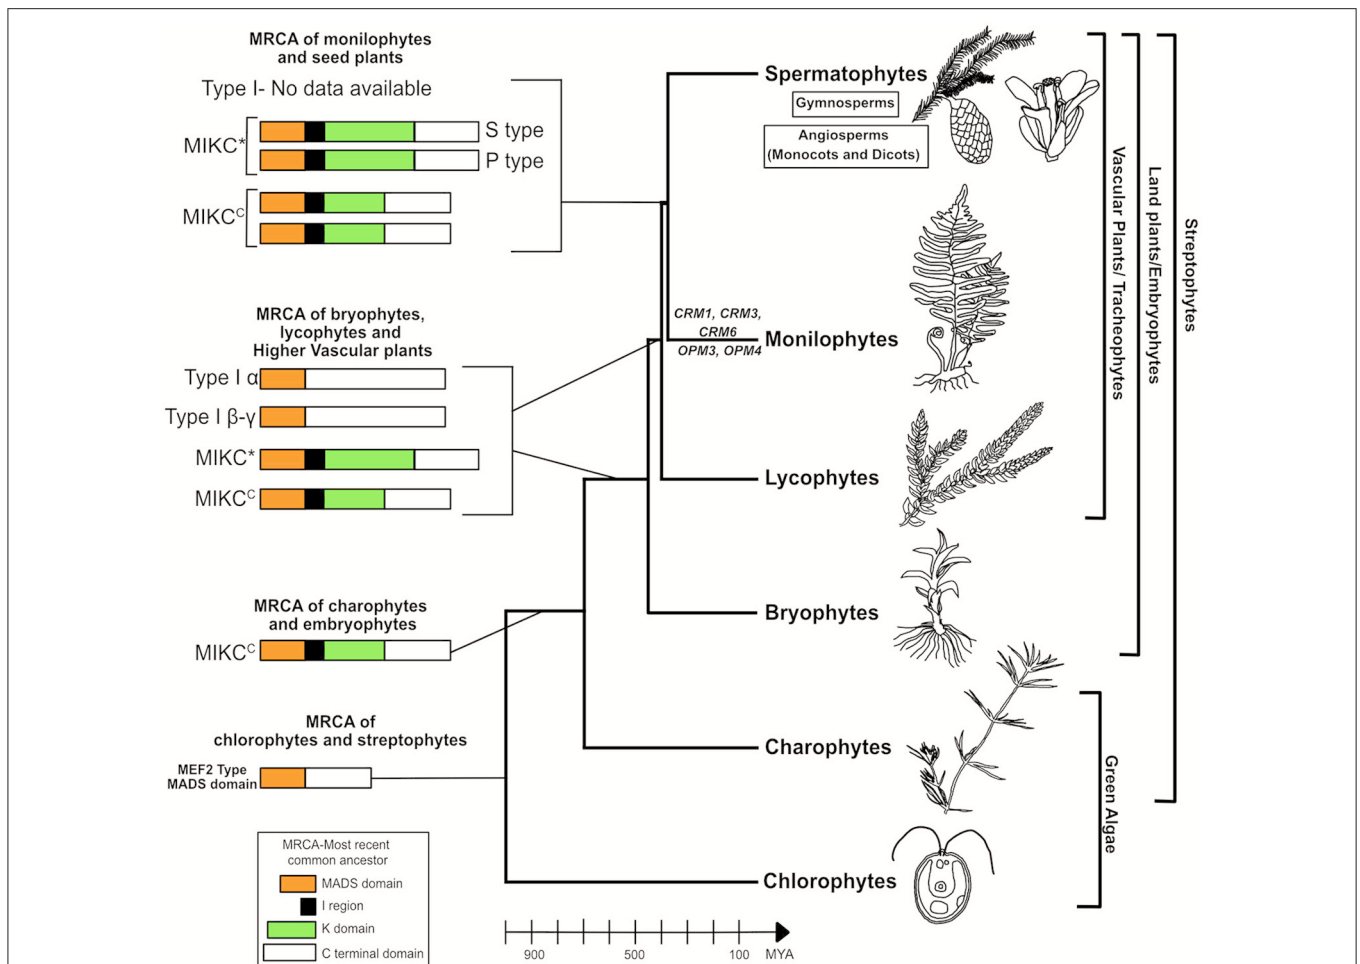 MRCA of monilophytes
and seed plants
Type I- No data available
MIKC*
S type
P type
MIKCᶜ
MRCA of bryophytes,
lycophytes and
Higher Vascular plants
Type I α
Type I β-γ
MIKC*
MIKCᶜ
MRCA of charophytes
and embryophytes
MIKCᶜ
MRCA of
chlorophytes and streptophytes
MEF2 Type
MADS domain
MRCA-Most recent
common ancestor
MADS domain
I region
K domain
C terminal domain
Spermatophytes
Gymnosperms
Angiosperms
(Monocots and Dicots)
CRM1, CRM3,
CRM6
OPM3, OPM4
Monilophytes
Lycophytes
Bryophytes
Charophytes
Chlorophytes
900
500
100
MYA
Vascular Plants/ Tracheophytes
Land plants/Embryophytes
Streptophytes
Green Algae